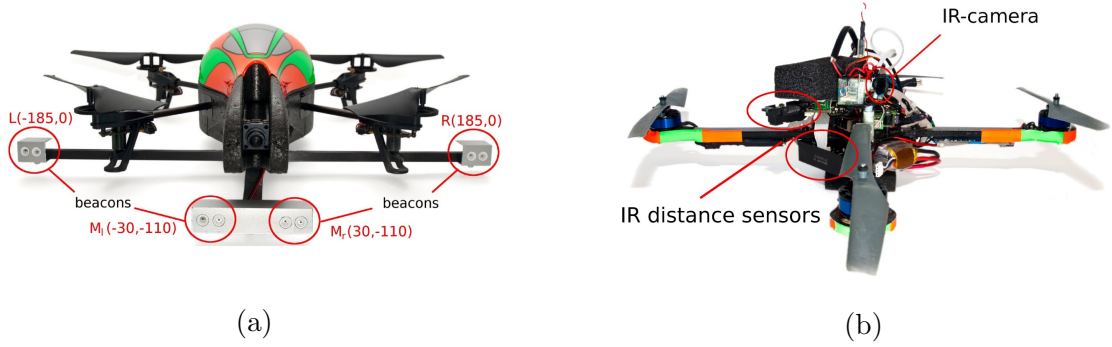 L(-185,0)
R(185,0)
beacons
beacons
Mₗ(-30,-110)
Mᵣ(30,-110)
(a)
IR-camera
IR distance sensors
(b)